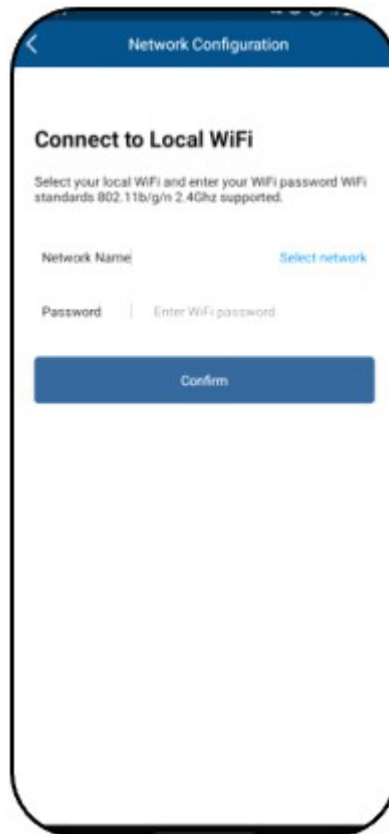 Network Configuration
Connect to Local WiFi
Select your local WiFi and enter your WiFi password WiFi
standards 802.11b/g/n 2.4Ghz supported.
Network Name Select network
Password Enter WiFi password
Confirm